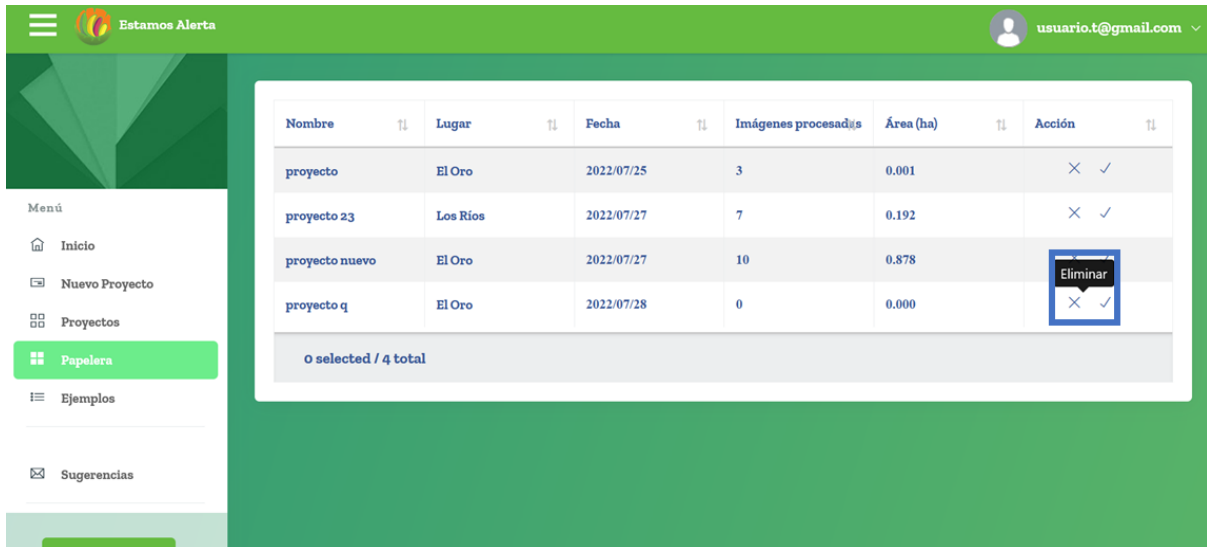 Estamos Alerta
usuario.t@gmail.com
Menú
Inicio
Nuevo Proyecto
Proyectos
Papelera
Ejemplos
Sugerencias
Nombre Lugar Fecha Imágenes procesadas Área (ha) Acción
proyecto El Oro 2022/07/25 3 0.001
proyecto 23 Los Ríos 2022/07/27 7 0.192
proyecto nuevo El Oro 2022/07/27 10 0.878
Eliminar
proyecto q El Oro 2022/07/28 0 0.000
0 selected / 4 total